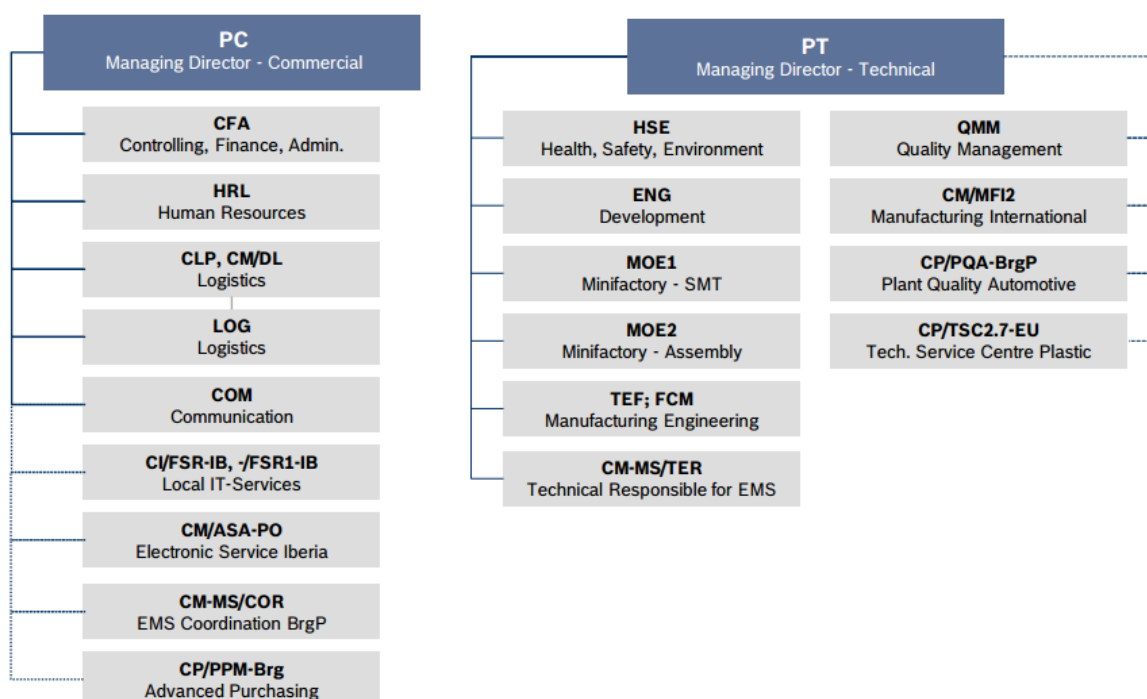 PC
Managing Director - Commercial
CFA
Controlling, Finance, Admin.
HRL
Human Resources
CLP, CM/DL
Logistics
LOG
Logistics
COM
Communication
CI/FSR-IB, -/FSR1-IB
Local IT-Services
CM/ASA-PO
Electronic Service Iberia
CM-MS/COR
EMS Coordination BrgP
CP/PPM-Brg
Advanced Purchasing
PT
Managing Director - Technical
HSE
Health, Safety, Environment
ENG
Development
MOE1
Minifactory - SMT
MOE2
Minifactory - Assembly
TEF; FCM
Manufacturing Engineering
CM-MS/TER
Technical Responsible for EMS
QMM
Quality Management
CM/MFI2
Manufacturing International
CP/PQA-BrgP
Plant Quality Automotive
CP/TSC2.7-EU
Tech. Service Centre Plastic